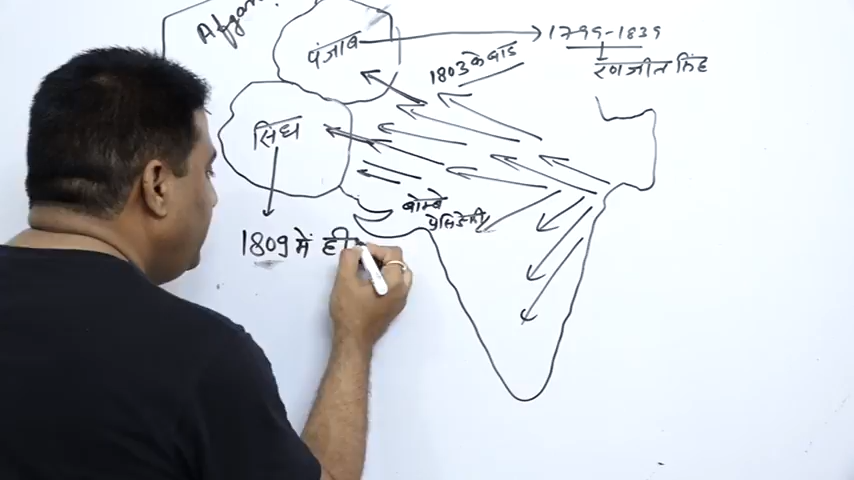 Afgan
पंजाब
1799-1839
रणजीत सिंह
1803 के बाद
सिंध
बोम्बे
प्रेसिडेन्सी
1809 में ही